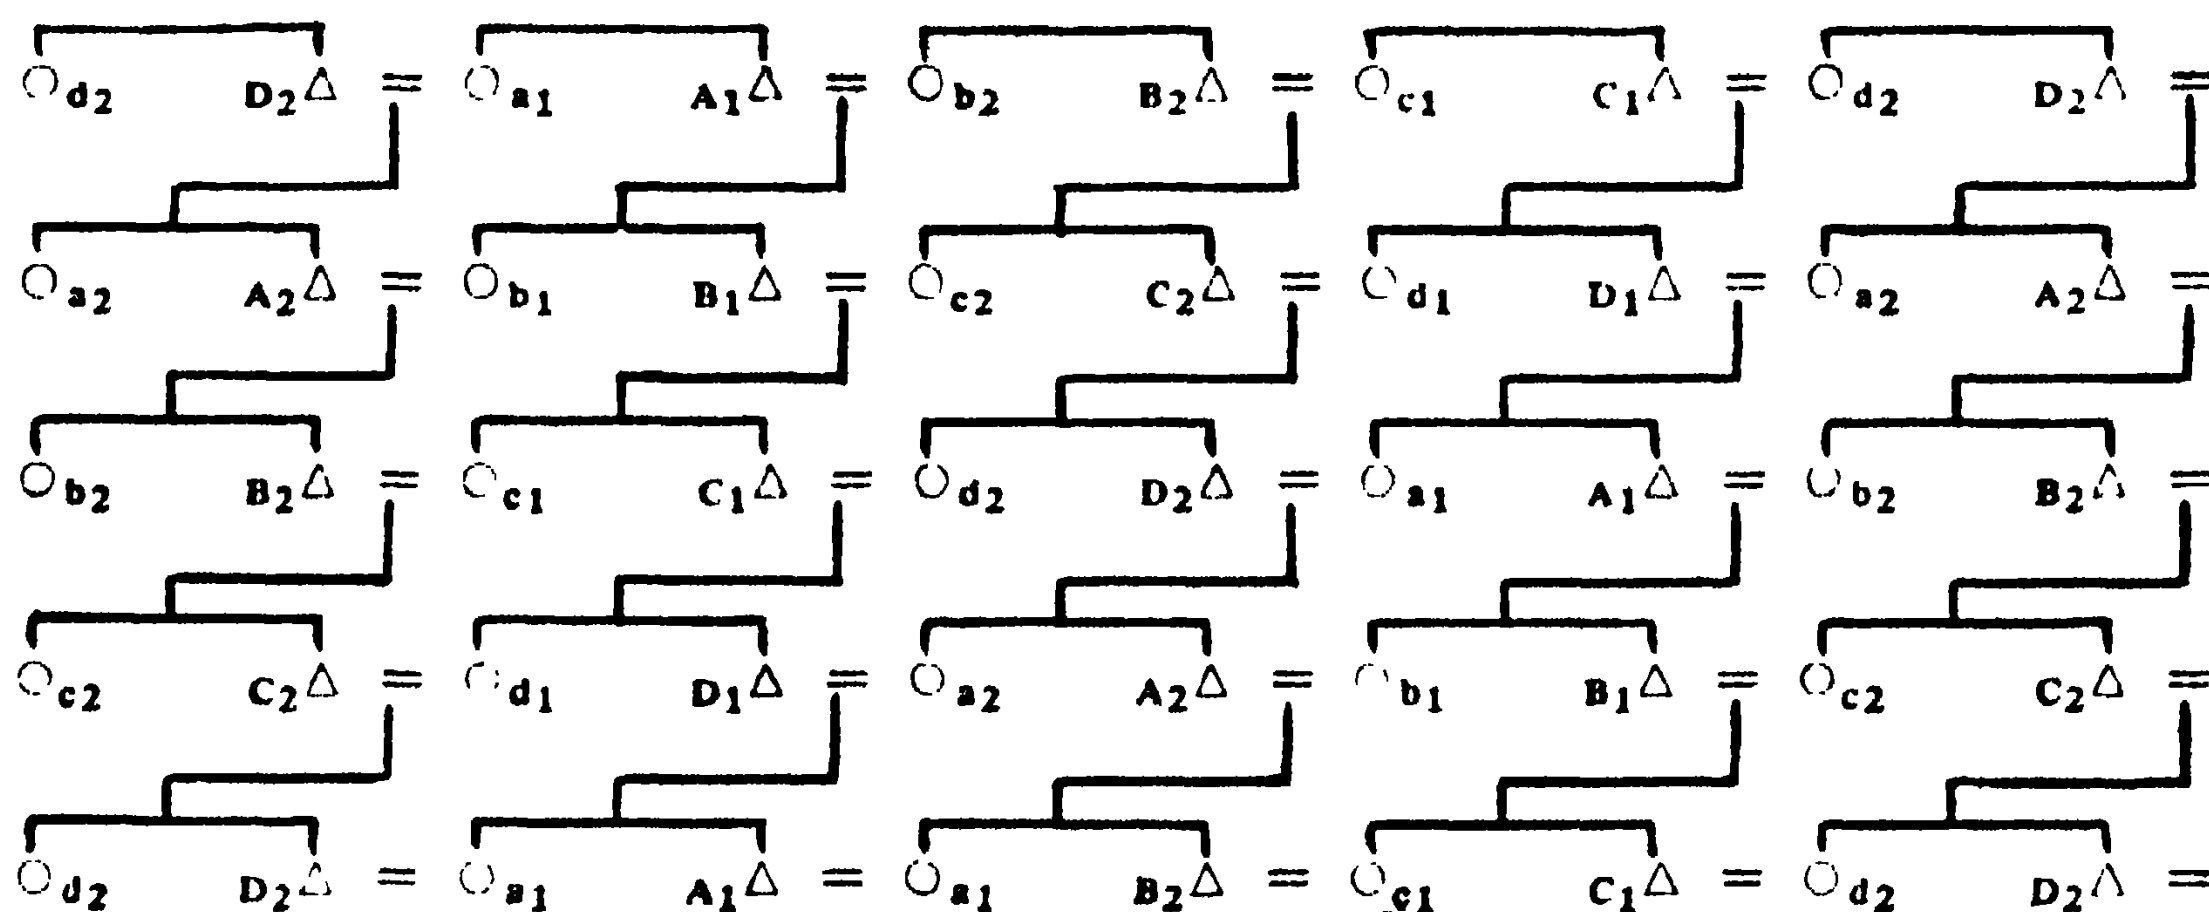 d2 D2 = a1 A1 = b2 B2 = c1 C1 = d2 D2 =
a2 A2 = b1 B1 = c2 C2 = d1 D1 = a2 A2 =
b2 B2 = c1 C1 = d2 D2 = a1 A1 = b2 B2 =
c2 C2 = d1 D1 = a2 A2 = b1 B1 = c2 C2 =
d2 D2 = a1 A1 = a1 B2 = c1 C1 = d2 D2 =